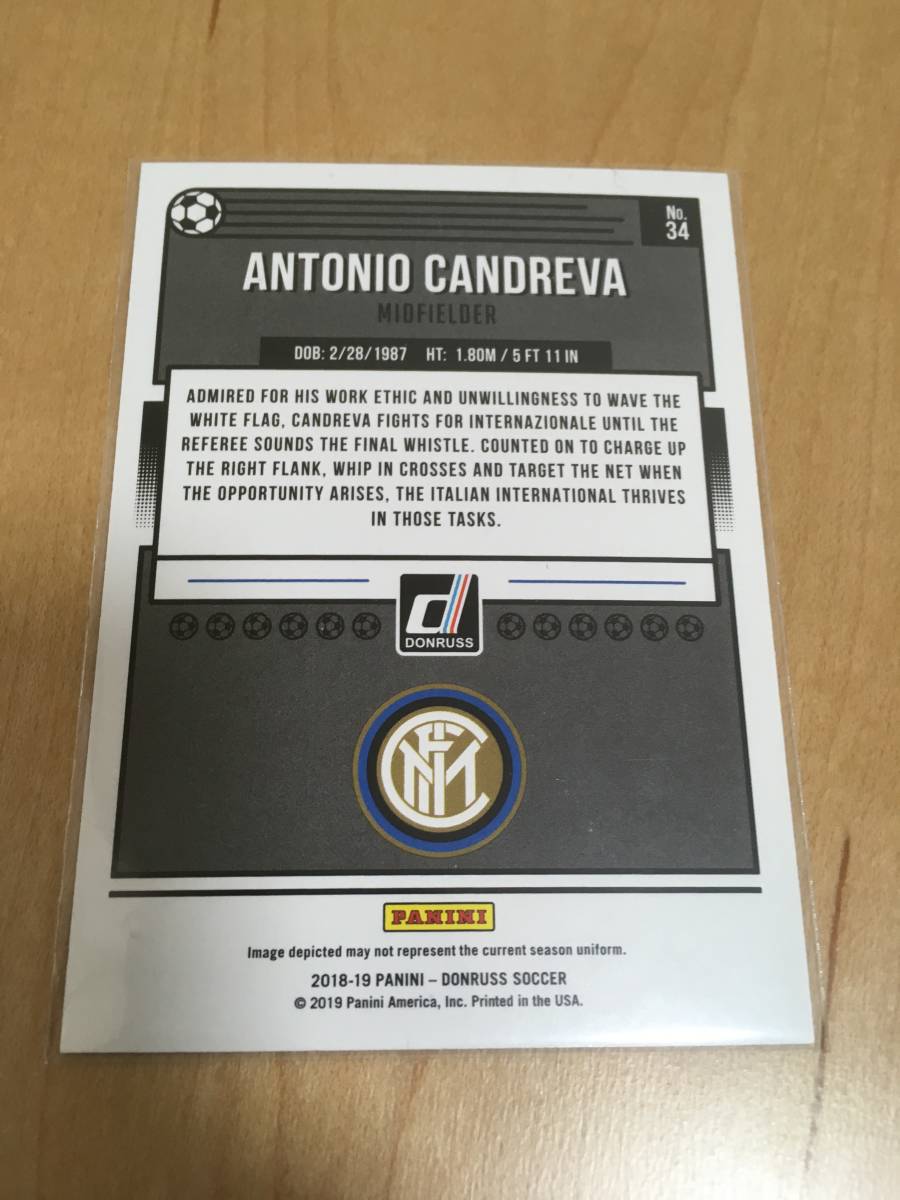 No.
34
ANTONIO CANDREVA
MIDFIELDER
DOB: 2/28/1987 HT: 1.80M / 5 FT 11 IN
ADMIRED FOR HIS WORK ETHIC AND UNWILLINGNESS TO WAVE THE
WHITE FLAG, CANDREVA FIGHTS FOR INTERNAZIONALE UNTIL THE
REFEREE SOUNDS THE FINAL WHISTLE. COUNTED ON TO CHARGE UP
THE RIGHT FLANK, WHIP IN CROSSES AND TARGET THE NET WHEN
THE OPPORTUNITY ARISES, THE ITALIAN INTERNATIONAL THRIVES
IN THOSE TASKS.
d
DONRUSS
FCIM
PANINI
Image depicted may not represent the current season uniform.
2018-19 PANINI – DONRUSS SOCCER
© 2019 Panini America, Inc. Printed in the USA.